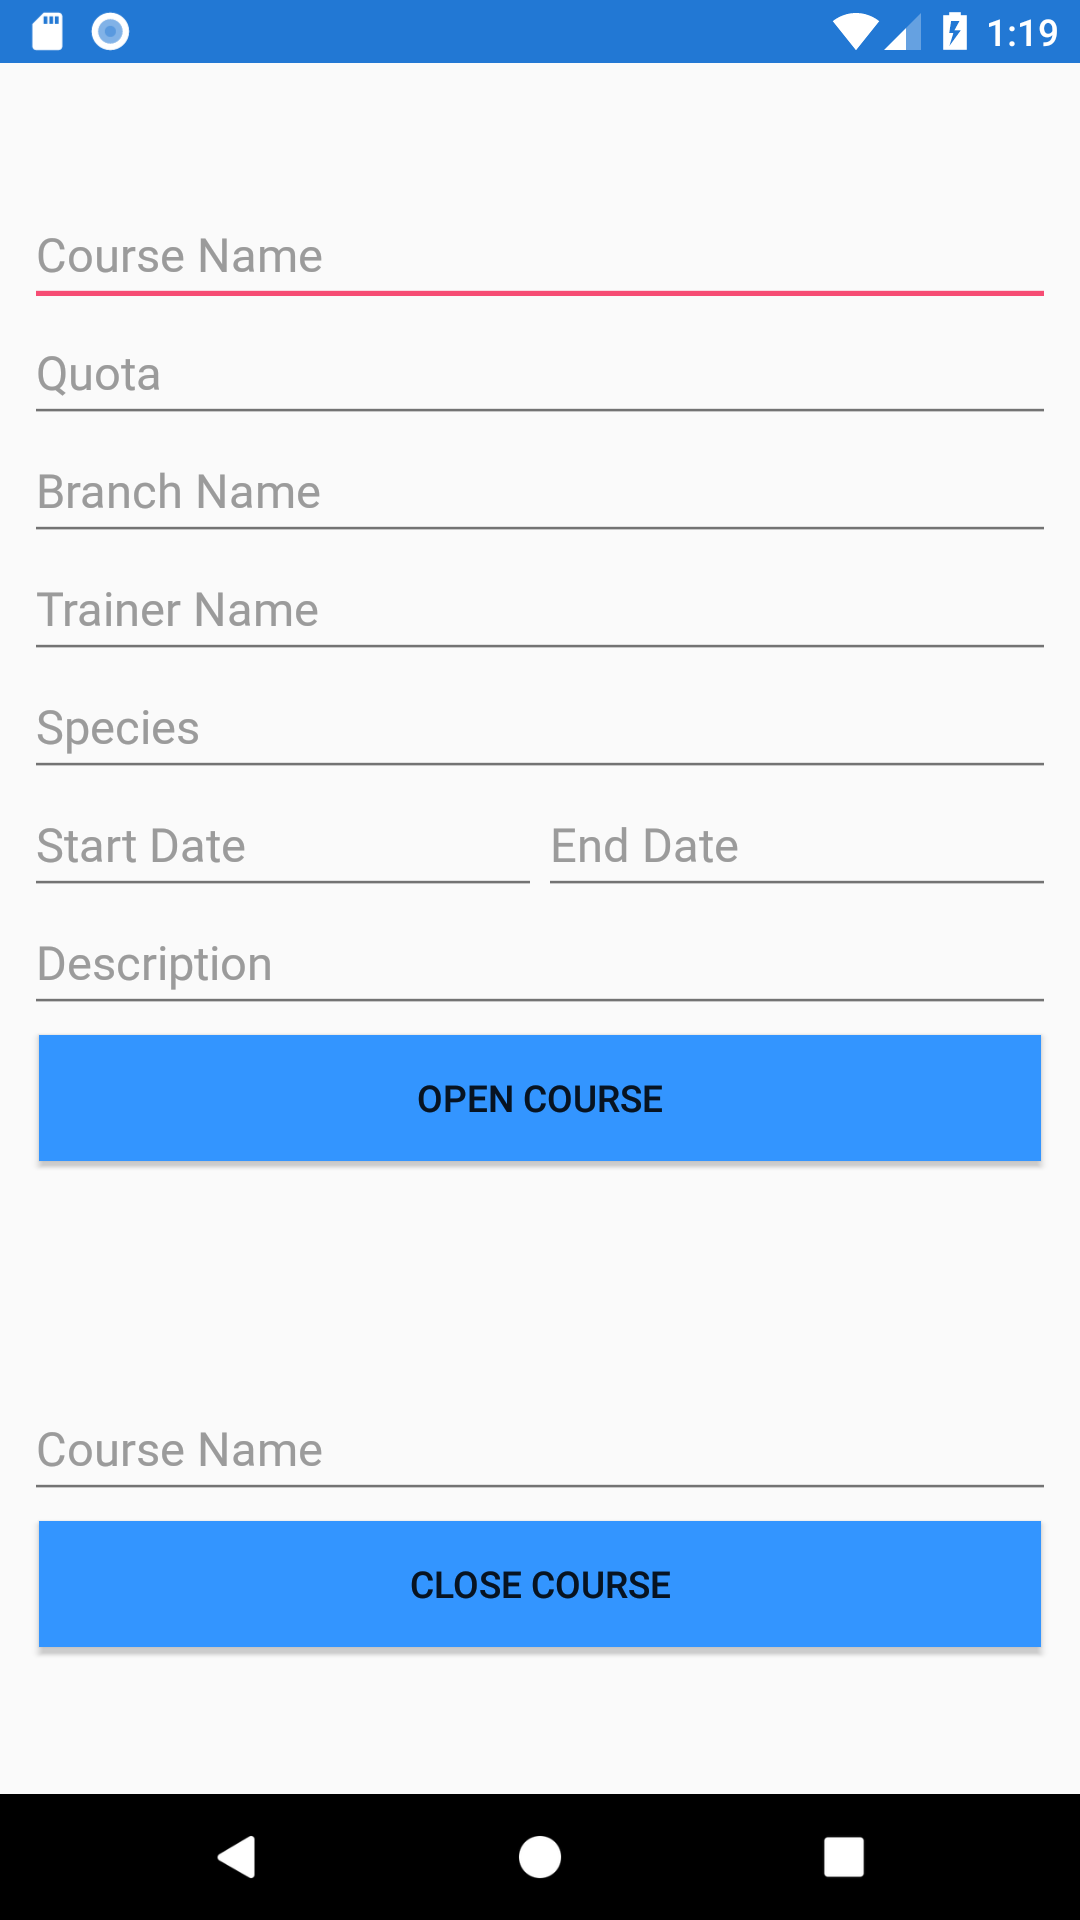 1:19
Course Name
Quota
Branch Name
Trainer Name
Species
Start Date End Date
Description
OPEN COURSE
Course Name
CLOSE COURSE